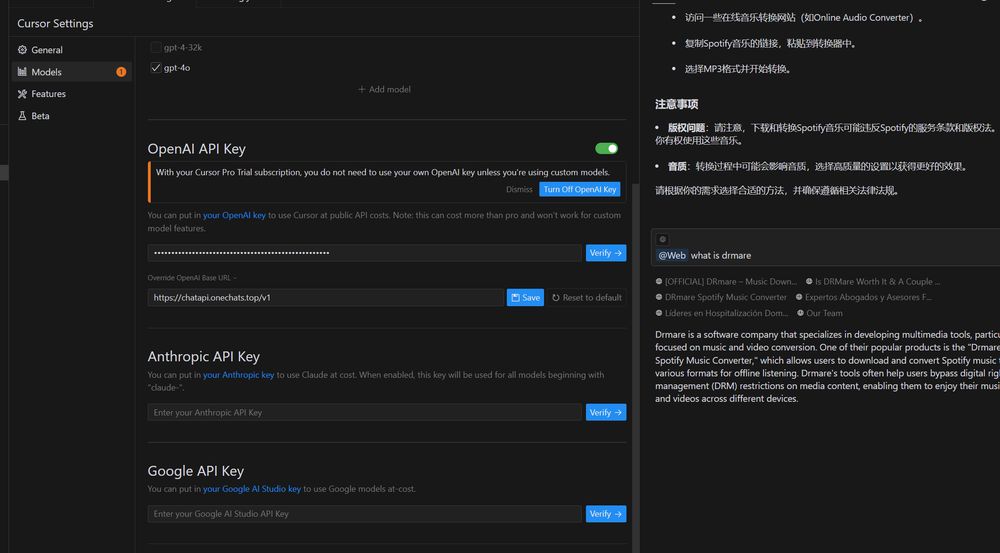 Cursor Settings
General
Models
1
Features
Beta
gpt-4-32k
gpt-4o
+ Add model
OpenAI API Key
With your Cursor Pro Trial subscription, you do not need to use your own OpenAI key unless you're using custom models.
Dismiss
Turn Off OpenAI Key
You can put in your OpenAI key to use Cursor at public API costs. Note: this can cost more than pro and won't work for custom
model features.
Verify →
Override OpenAI Base URL
https://chatapi.onechats.top/v1
Save
Reset to default
Anthropic API Key
You can put in your Anthropic key to use Claude at cost. When enabled, this key will be used for all models beginning with
"claude-".
Enter your Anthropic API Key
Verify →
Google API Key
You can put in your Google AI Studio key to use Google models at-cost.
Enter your Google AI Studio API Key
Verify →
• 访问一些在线音乐转换网站（如Online Audio Converter）。
• 复制Spotify音乐的链接，粘贴到转换器中。
• 选择MP3格式并开始转换。
注意事项
• 版权问题：请注意，下载和转换Spotify音乐可能违反Spotify的服务条款和版权法。
你有权使用这些音乐。
• 音质：转换过程中可能会影响音质，选择高质量的设置以获得更好的效果。
请根据你的需求选择合适的方法，并确保遵循相关法律法规。
@
@Web what is drmare
[OFFICIAL] DRmare – Music Down...
Is DRMare Worth It & A Couple ...
DRmare Spotify Music Converter
Expertos Abogados y Asesores F...
Líderes en Hospitalización Dom...
Our Team
Drmare is a software company that specializes in developing multimedia tools, particu
focused on music and video conversion. One of their popular products is the "Drmare
Spotify Music Converter," which allows users to download and convert Spotify music t
various formats for offline listening. Drmare's tools often help users bypass digital righ
management (DRM) restrictions on media content, enabling them to enjoy their musi
and videos across different devices.